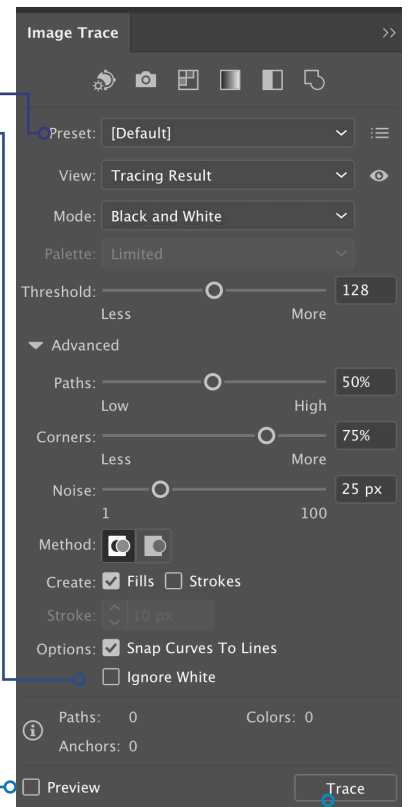 Image Trace >>
Preset: [Default]
View: Tracing Result
Mode: Black and White
Palette: Limited
Threshold: 128
Less More
Advanced
Paths: 50%
Low High
Corners: 75%
Less More
Noise: 25 px
1 100
Method:
Create: Fills Strokes
Stroke: 10 px
Options: Snap Curves To Lines
Ignore White
Paths: 0 Colors: 0
Anchors: 0
Preview Trace